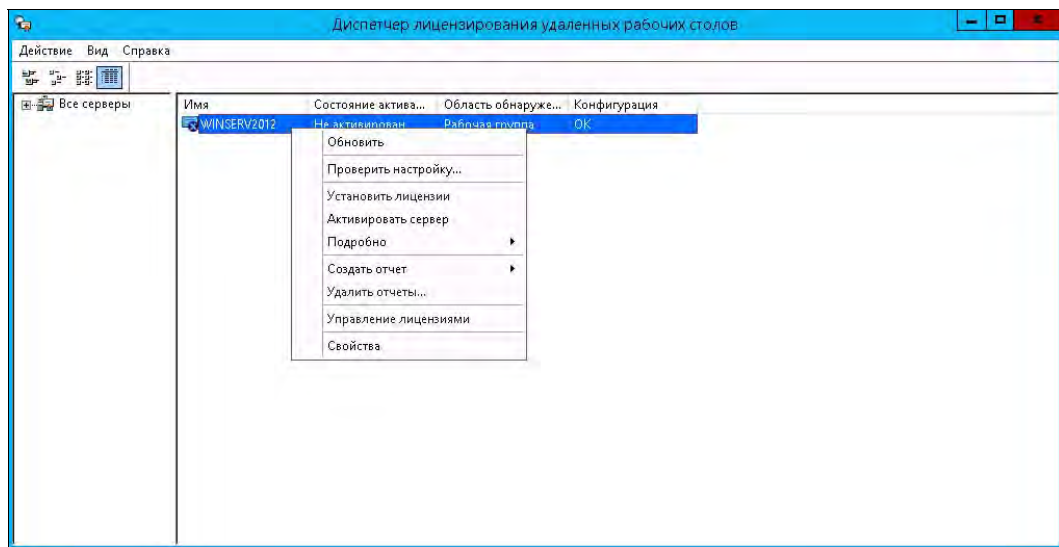 Диспетчер лицензирования удаленных рабочих столов
Действие Вид Справка
Все серверы
Имя Состояние актива... Область обнаруже... Конфигурация
WINSERV2012 Не активирован Рабочая группа OK
Обновить
Проверить настройку...
Установить лицензии
Активировать сервер
Подробно
Создать отчет
Удалить отчеты...
Управление лицензиями
Свойства